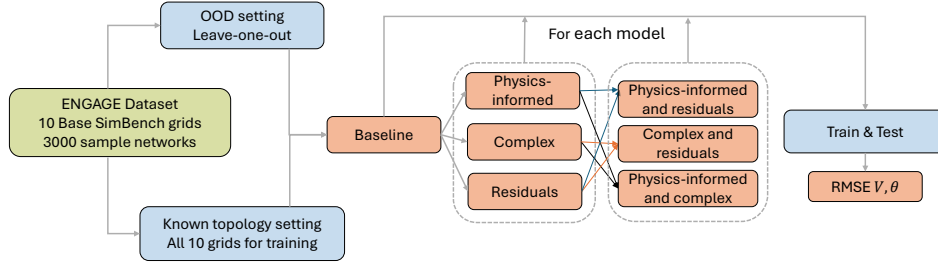 OOD setting
Leave-one-out
For each model
ENGAGE Dataset
10 Base SimBench grids
3000 sample networks
Baseline
Physics-
informed
Complex
Residuals
Physics-informed
and residuals
Complex and
residuals
Physics-informed
and complex
Train & Test
RMSE V, θ
Known topology setting
All 10 grids for training